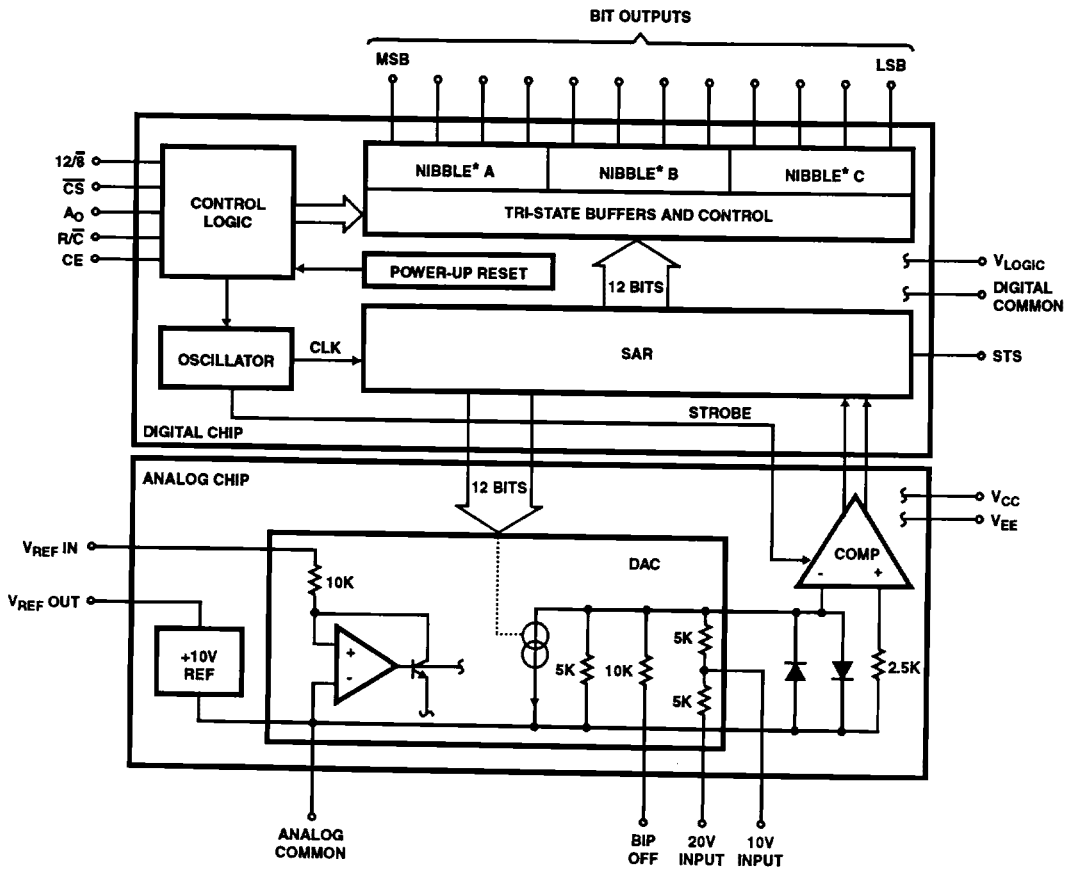 BIT OUTPUTS
MSB
LSB
12/8̅
C̅S̅
AO
R/C̅
CE
CONTROL
LOGIC
NIBBLE* A
NIBBLE* B
NIBBLE* C
TRI-STATE BUFFERS AND CONTROL
POWER-UP RESET
12 BITS
VLOGIC
DIGITAL
COMMON
OSCILLATOR
CLK
SAR
STS
STROBE
DIGITAL CHIP
ANALOG CHIP
12 BITS
VCC
VEE
VREF IN
10K
DAC
COMP
-
+
VREF OUT
+10V
REF
+
-
5K
10K
5K
5K
2.5K
ANALOG
COMMON
BIP
OFF
20V
INPUT
10V
INPUT